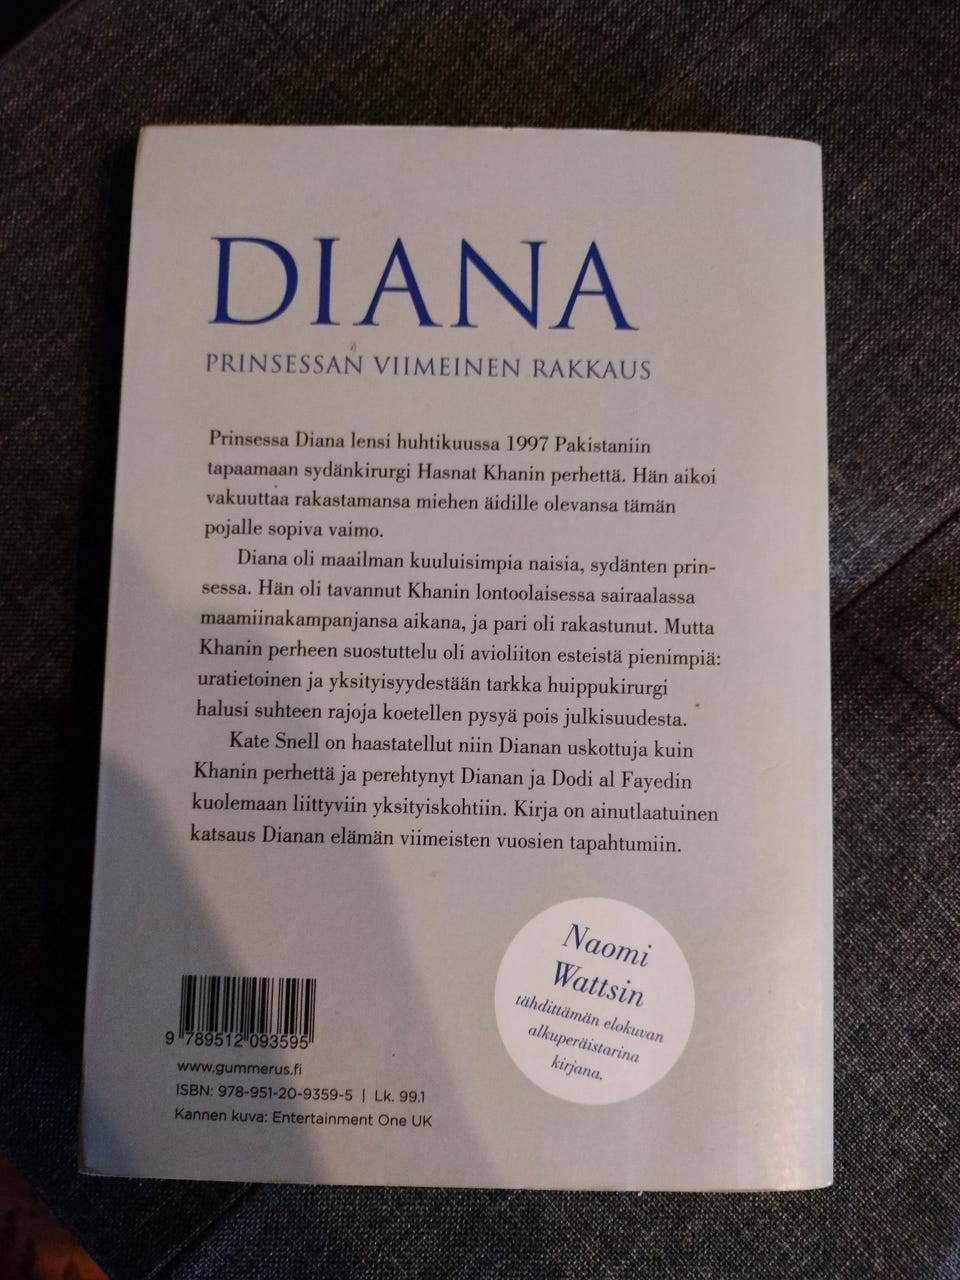 DIANA
PRINSESSAN VIIMEINEN RAKKAUS
Prinsessa Diana lensi huhtikuussa 1997 Pakistaniin
tapaamaan sydänkirurgi Hasnat Khanin perhettä. Hän aikoi
vakuuttaa rakastamansa miehen äidille olevansa tämän
pojalle sopiva vaimo.
Diana oli maailman kuuluisimpia naisia, sydänten prin-
sessa. Hän oli tavannut Khanin lontoolaisessa sairaalassa
maamiinakampanjansa aikana, ja pari oli rakastunut. Mutta
Khanin perheen suostuttelu oli avioliiton esteistä pienimpiä:
uratietoinen ja yksityisyydestään tarkka huippukirurgi
halusi suhteen rajoja koetellen pysyä pois julkisuudesta.
Kate Snell on haastatellut niin Dianan uskottuja kuin
Khanin perhettä ja perehtynyt Dianan ja Dodi al Fayedin
kuolemaan liittyviin yksityiskohtiin. Kirja on ainutlaatuinen
katsaus Dianan elämän viimeisten vuosien tapahtumiin.
Naomi
Wattsin
tähdittämän elokuvan
alkuperäistarina
kirjana.
9 789512 093595
www.gummerus.fi
ISBN: 978-951-20-9359-5 | Lk. 99.1
Kannen kuva: Entertainment One UK